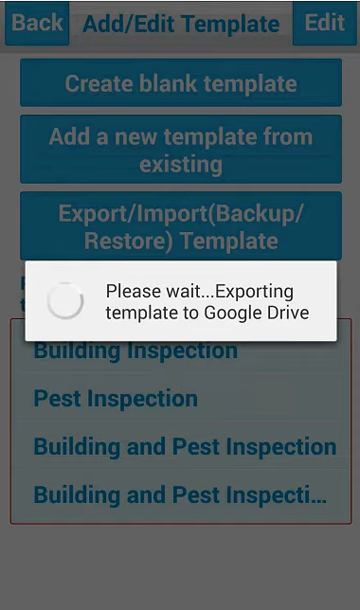 Back
Add/Edit Template
Edit
Create blank template
Add a new template from
existing
Export/Import(Backup/
Restore) Template
Please wait...Exporting
template to Google Drive
Building Inspection
Pest Inspection
Building and Pest Inspection
Building and Pest Inspecti...